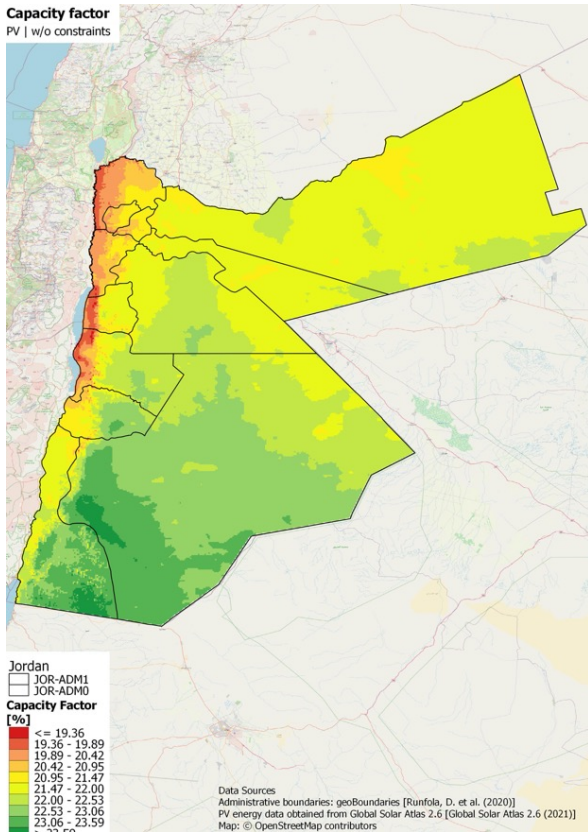 Capacity factor
PV | w/o constraints
Jordan
JOR-ADM1
JOR-ADM0
Capacity Factor
[%]
<= 19.36
19.36 - 19.89
19.89 - 20.42
20.42 - 20.95
20.95 - 21.47
21.47 - 22.00
22.00 - 22.53
22.53 - 23.06
23.06 - 23.59
> 23.59
Data Sources
Administrative boundaries: geoBoundaries [Runfola, D. et al. (2020)]
PV energy data obtained from Global Solar Atlas 2.6 [Global Solar Atlas 2.6 (2021)]
Map: © OpenStreetMap contributors